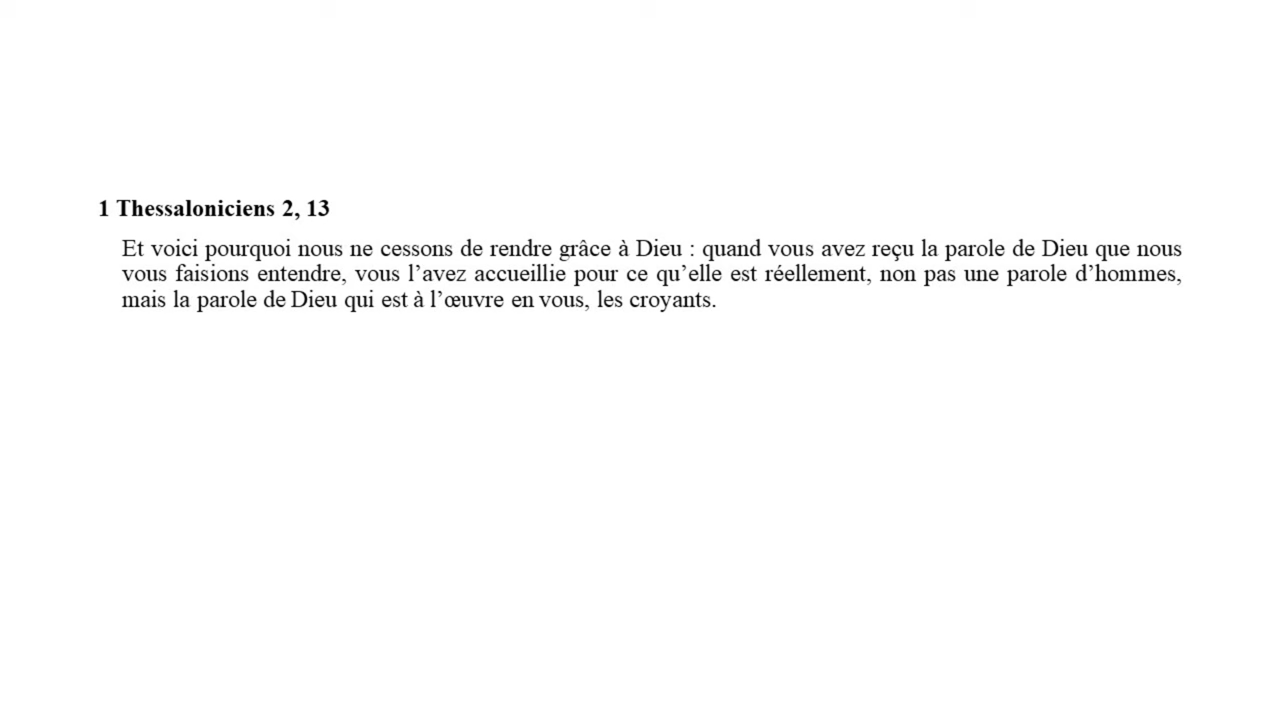 1 Thessaloniciens 2, 13
Et voici pourquoi nous ne cessons de rendre grâce à Dieu : quand vous avez reçu la parole de Dieu que nous
vous faisions entendre, vous l’avez accueillie pour ce qu’elle est réellement, non pas une parole d’hommes,
mais la parole de Dieu qui est à l’œuvre en vous, les croyants.